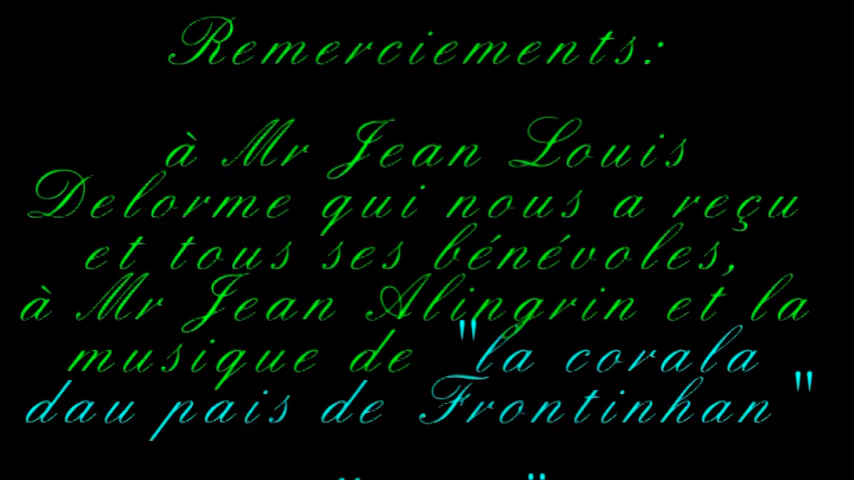 Remerciements:
à Mr Jean Louis
Delorme qui nous a reçu
et tous ses bénévoles,
à Mr Jean Alingrin et la
musique de "la corala
dau pais de Frontinhan"